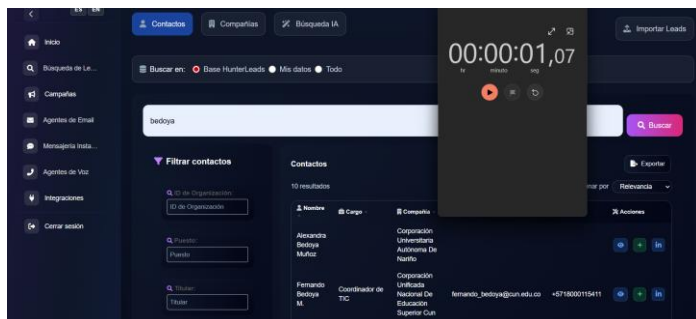 ES EN
Inicio
Búsqueda de Le...
Campañas
Agentes de Email
Mensajería Insta...
Agentes de Voz
Integraciones
Cerrar sesión
Contactos
Compañías
Búsqueda IA
Importar Leads
Buscar en: Base HunterLeads Mis datos Todo
00:00:01,07
hr minuto seg
bedoya
Buscar
Filtrar contactos
ID de Organización:
ID de Organización
Puesto:
Puesto
Titular:
Titular
Contactos
Exportar
10 resultados
nar por Relevancia
Nombre Cargo Compañía Acciones
Alexandra
Bedoya
Muñoz
Corporación
Universitaria
Autónoma De
Nariño
in
Fernando
Bedoya
M.
Coordinador de
TIC
Corporación
Unificada
Nacional De
Educación
Superior Cun
fernando_bedoya@cun.edu.co
+5718000115411
in